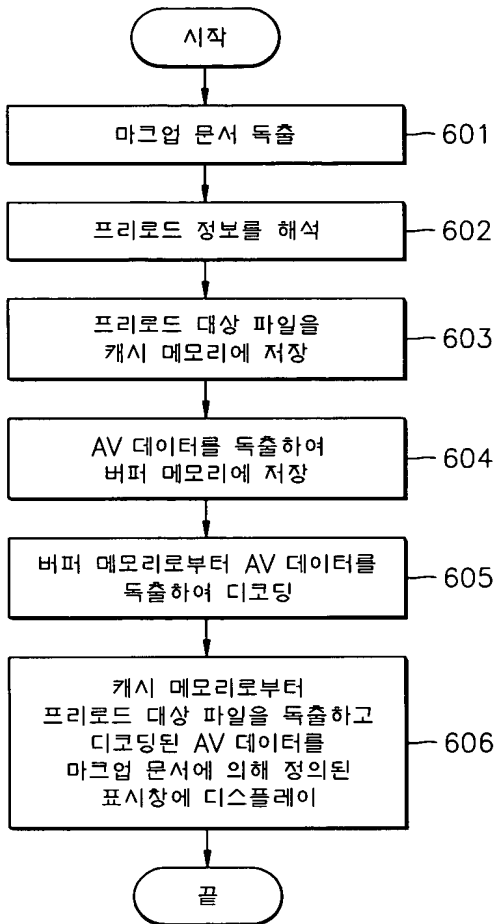 시작
마크업 문서 독출
601
프리로드 정보를 해석
602
프리로드 대상 파일을
캐시 메모리에 저장
603
AV 데이터를 독출하여
버퍼 메모리에 저장
604
버퍼 메모리로부터 AV 데이터를
독출하여 디코딩
605
캐시 메모리로부터
프리로드 대상 파일을 독출하고
디코딩된 AV 데이터를
마크업 문서에 의해 정의된
표시창에 디스플레이
606
끝